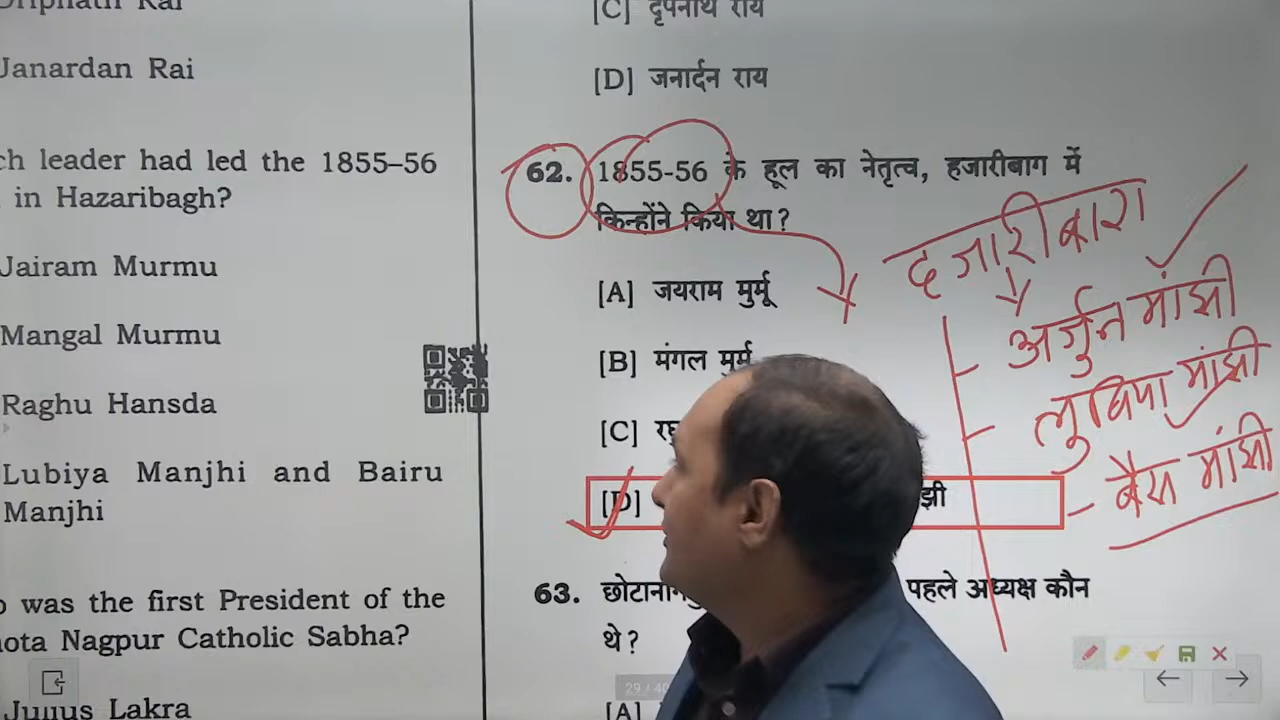 Janardan Rai
ch leader had led the 1855–56
in Hazaribagh?
Jairam Murmu
Mangal Murmu
Raghu Hansda
Lubiya Manjhi and Bairu
Manjhi
was the first President of the
ota Nagpur Catholic Sabha?
Julius Lakra
[C] दृपनाथ राय
[D] जनार्दन राय
62. 1855-56 के हूल का नेतृत्व, हजारीबाग में
किन्होंने किया था?
[A] जयराम मुर्मू
[B] मंगल मुर्मू
[C]
[D]
63. पहले अध्यक्ष कौन
थे?
[A]
हजारीबाग
अर्जुन मांझी
लुबिया मांझी
मांझी
29 / 40